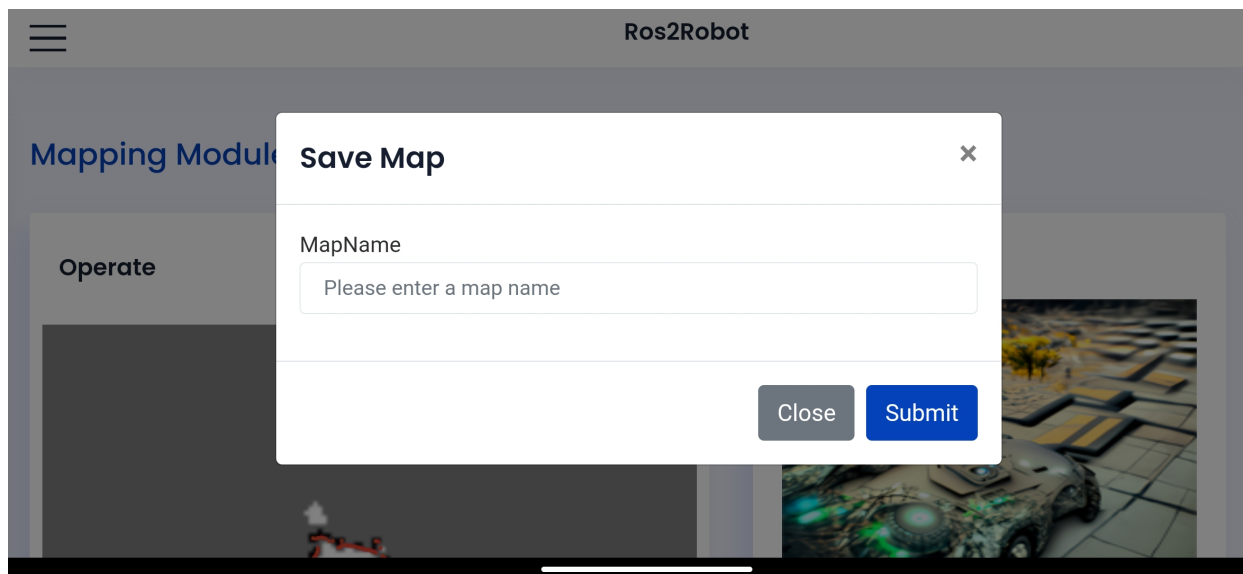 Ros2Robot
Mapping Module
Save Map
×
MapName
Please enter a map name
Operate
Close
Submit